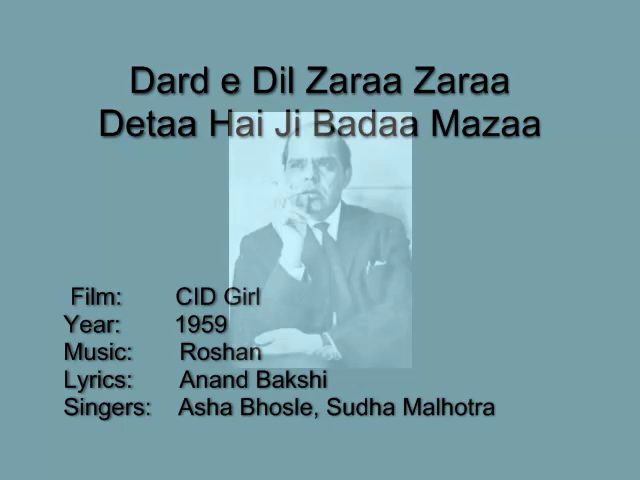 Dard e Dil Zaraa Zaraa
Detaa Hai Ji Badaa Mazaa
Film: CID Girl
Year: 1959
Music: Roshan
Lyrics: Anand Bakshi
Singers: Asha Bhosle, Sudha Malhotra